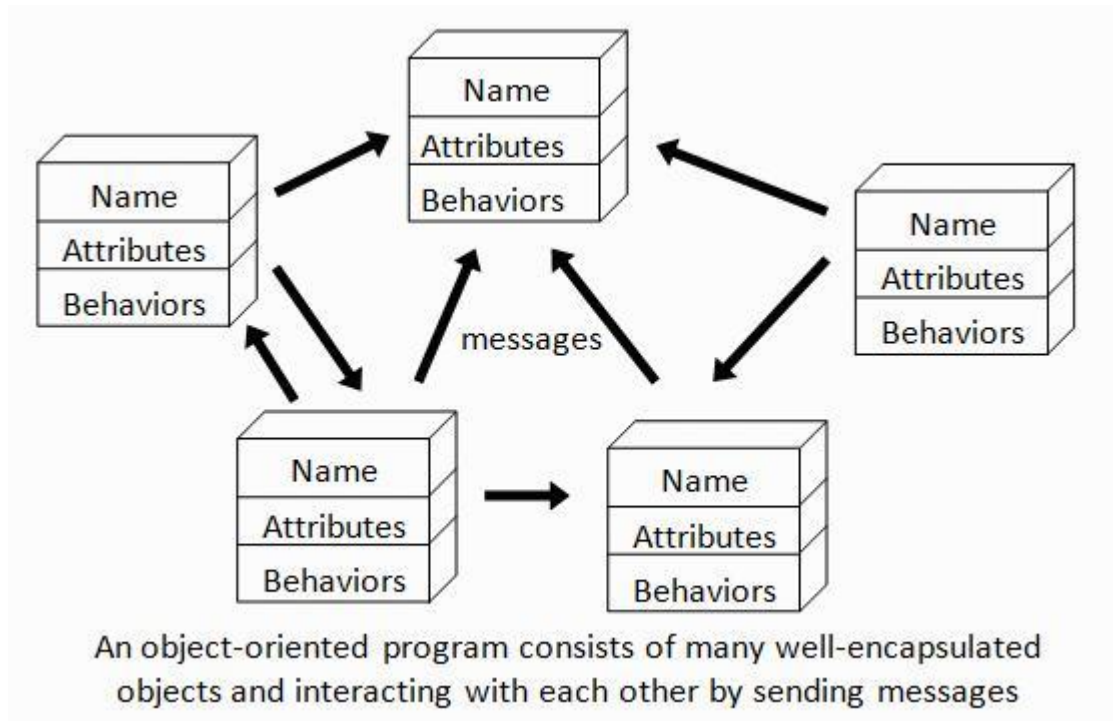 Name
Attributes
Behaviors
Name
Attributes
Behaviors
Name
Attributes
Behaviors
messages
Name
Attributes
Behaviors
Name
Attributes
Behaviors
An object-oriented program consists of many well-encapsulated
objects and interacting with each other by sending messages